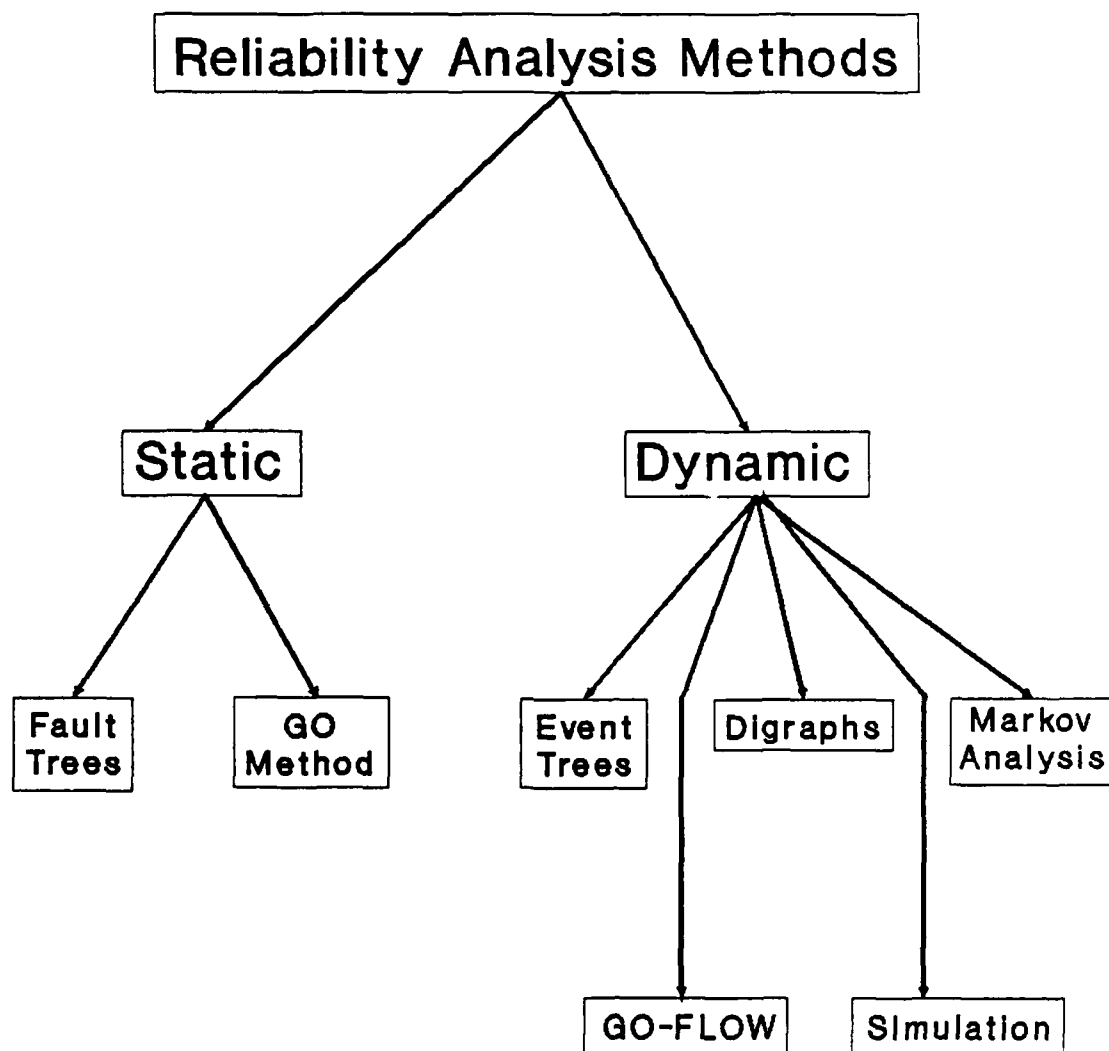 Reliability Analysis Methods
Static
Dynamic
Fault
Trees
GO
Method
Event
Trees
Digraphs
Markov
Analysis
GO-FLOW
Simulation